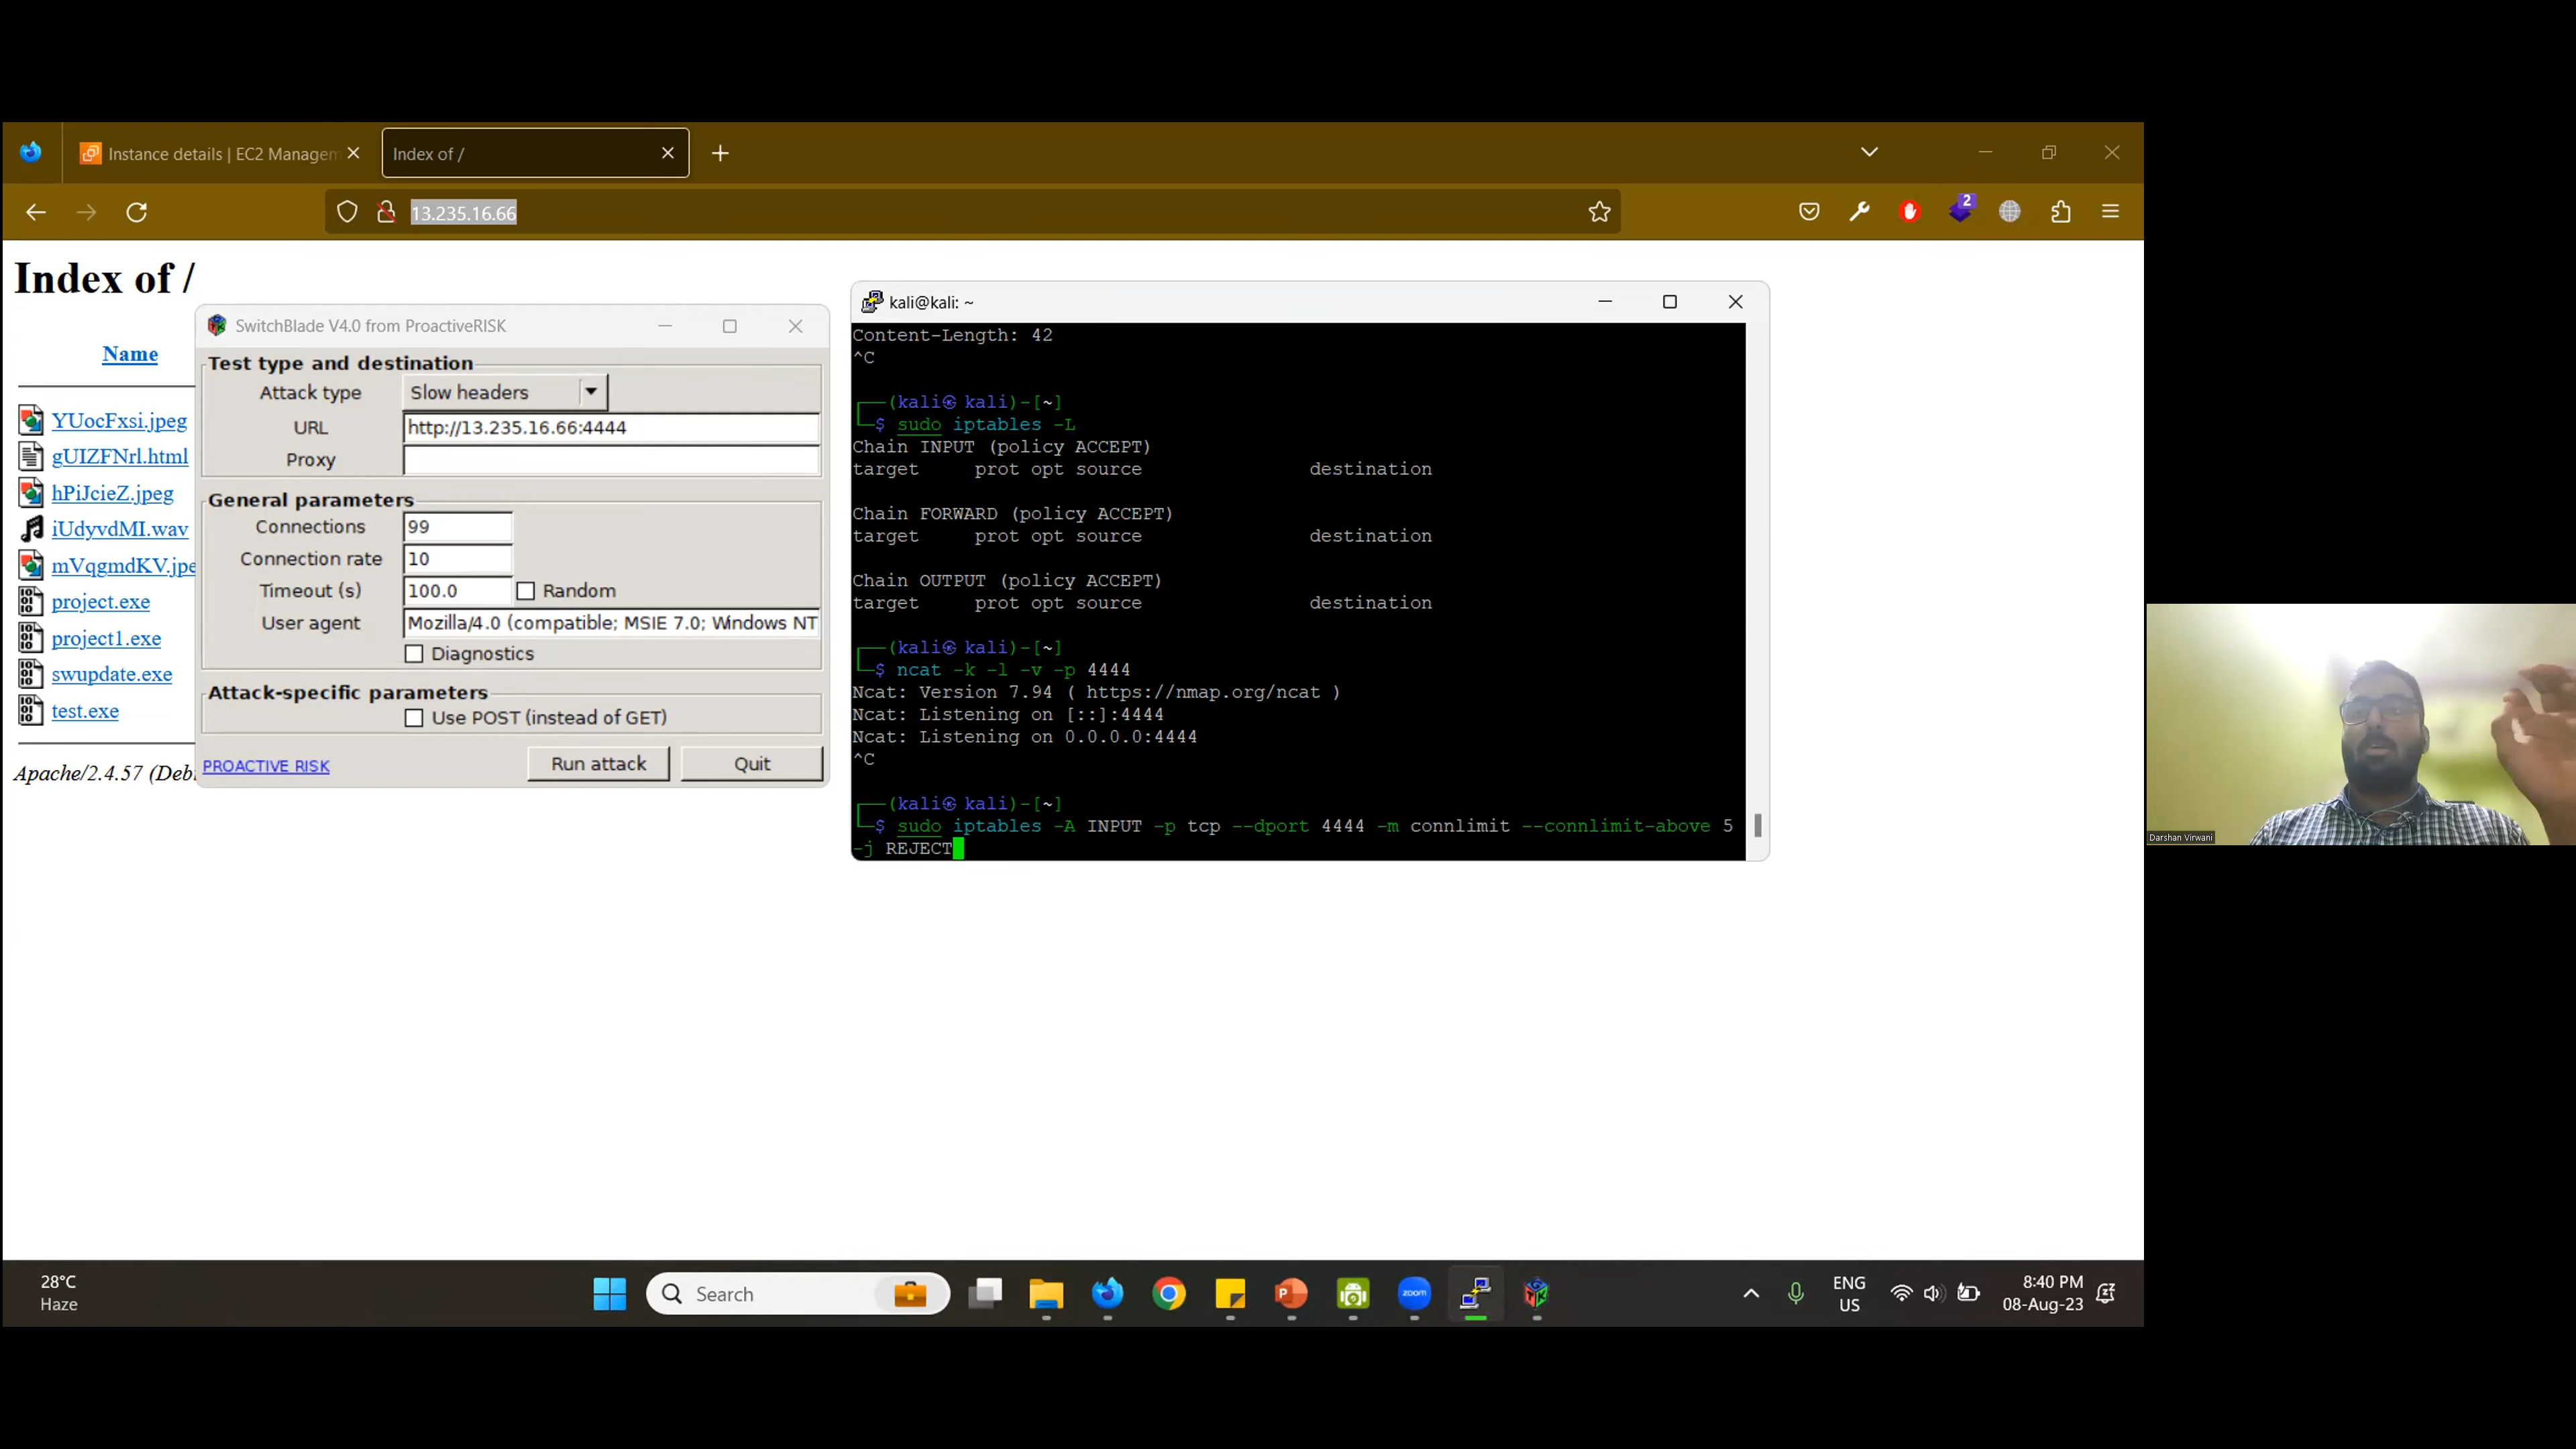 Instance details | EC2 Managem
Index of /
13.235.16.66
2
Index of /
Name
YUocFxsi.jpeg
gUIZFNrl.html
hPiJcieZ.jpeg
iUdyvdMI.wav
mVqgmdKV.jpe
project.exe
project1.exe
swupdate.exe
test.exe
Apache/2.4.57 (Deb
SwitchBlade V4.0 from ProactiveRISK
Test type and destination
Attack type Slow headers
URL http://13.235.16.66:4444
Proxy
General parameters
Connections 99
Connection rate 10
Timeout (s) 100.0 Random
User agent Mozilla/4.0 (compatible; MSIE 7.0; Windows NT
Diagnostics
Attack-specific parameters
Use POST (instead of GET)
PROACTIVE RISK Run attack Quit
kali@kali: ~
Content-Length: 42
^C
(kali㉿kali)-[~]
$ sudo iptables -L
Chain INPUT (policy ACCEPT)
target prot opt source destination
Chain FORWARD (policy ACCEPT)
target prot opt source destination
Chain OUTPUT (policy ACCEPT)
target prot opt source destination
(kali㉿kali)-[~]
$ ncat -k -l -v -p 4444
Ncat: Version 7.94 ( https://nmap.org/ncat )
Ncat: Listening on [::]:4444
Ncat: Listening on 0.0.0.0:4444
^C
(kali㉿kali)-[~]
$ sudo iptables -A INPUT -p tcp --dport 4444 -m connlimit --connlimit-above 5
-j REJECT
Darshan Virwani
28°C
Haze
Search
zoom
ENG
US
8:40 PM
08-Aug-23